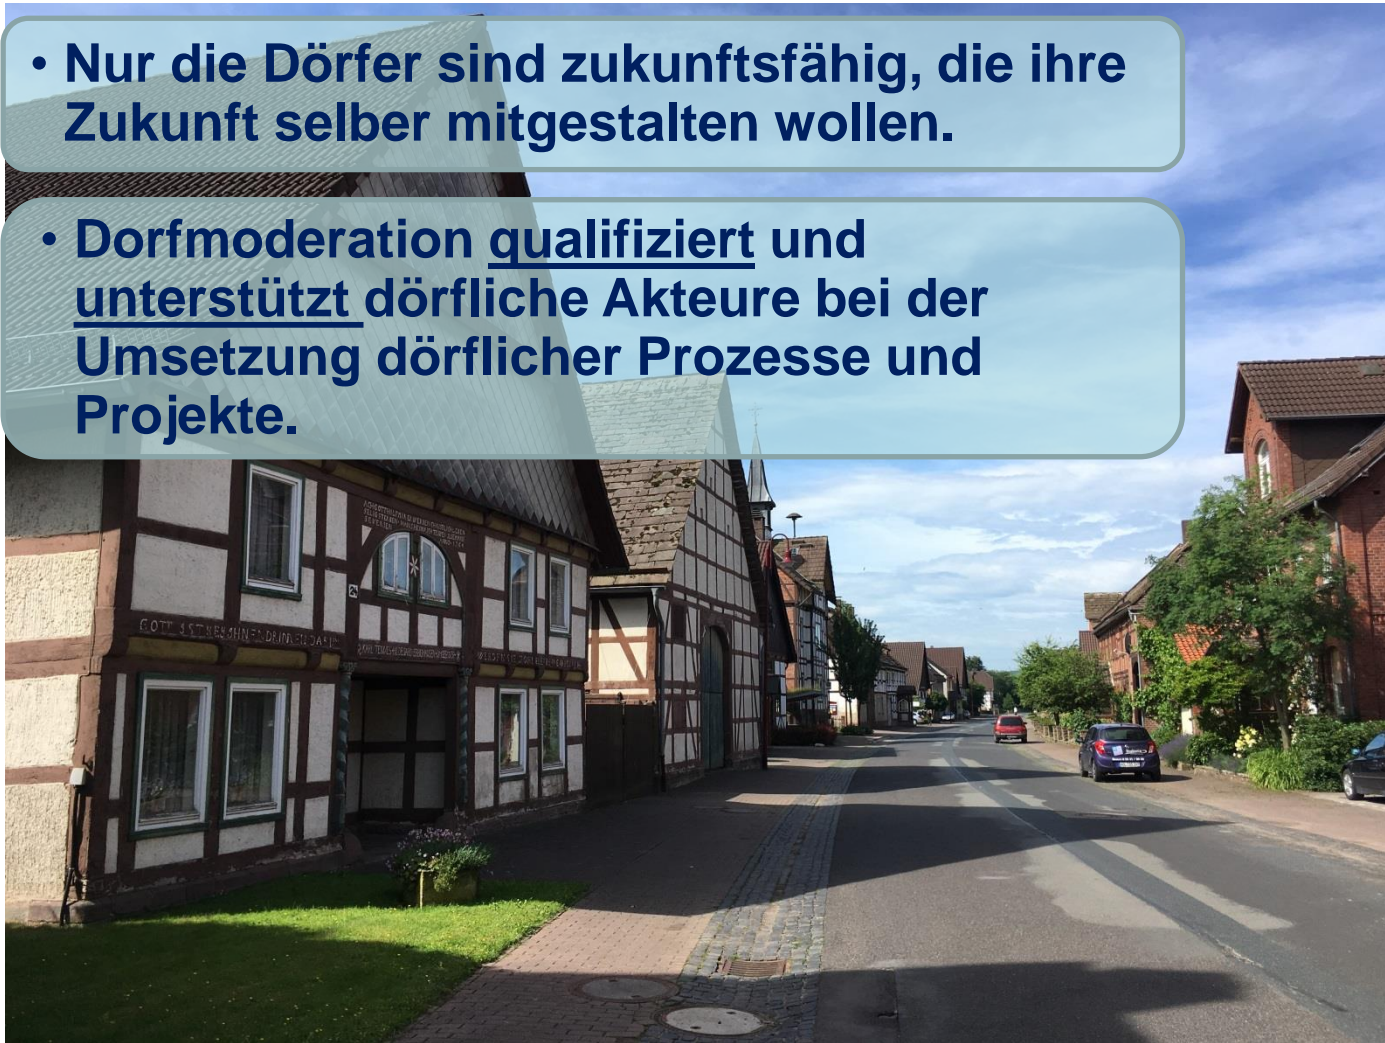 • Nur die Dörfer sind zukunftsfähig, die ihre
Zukunft selber mitgestalten wollen.
• Dorfmoderation qualifiziert und
unterstützt dörfliche Akteure bei der
Umsetzung dörflicher Prozesse und
Projekte.
GOTT